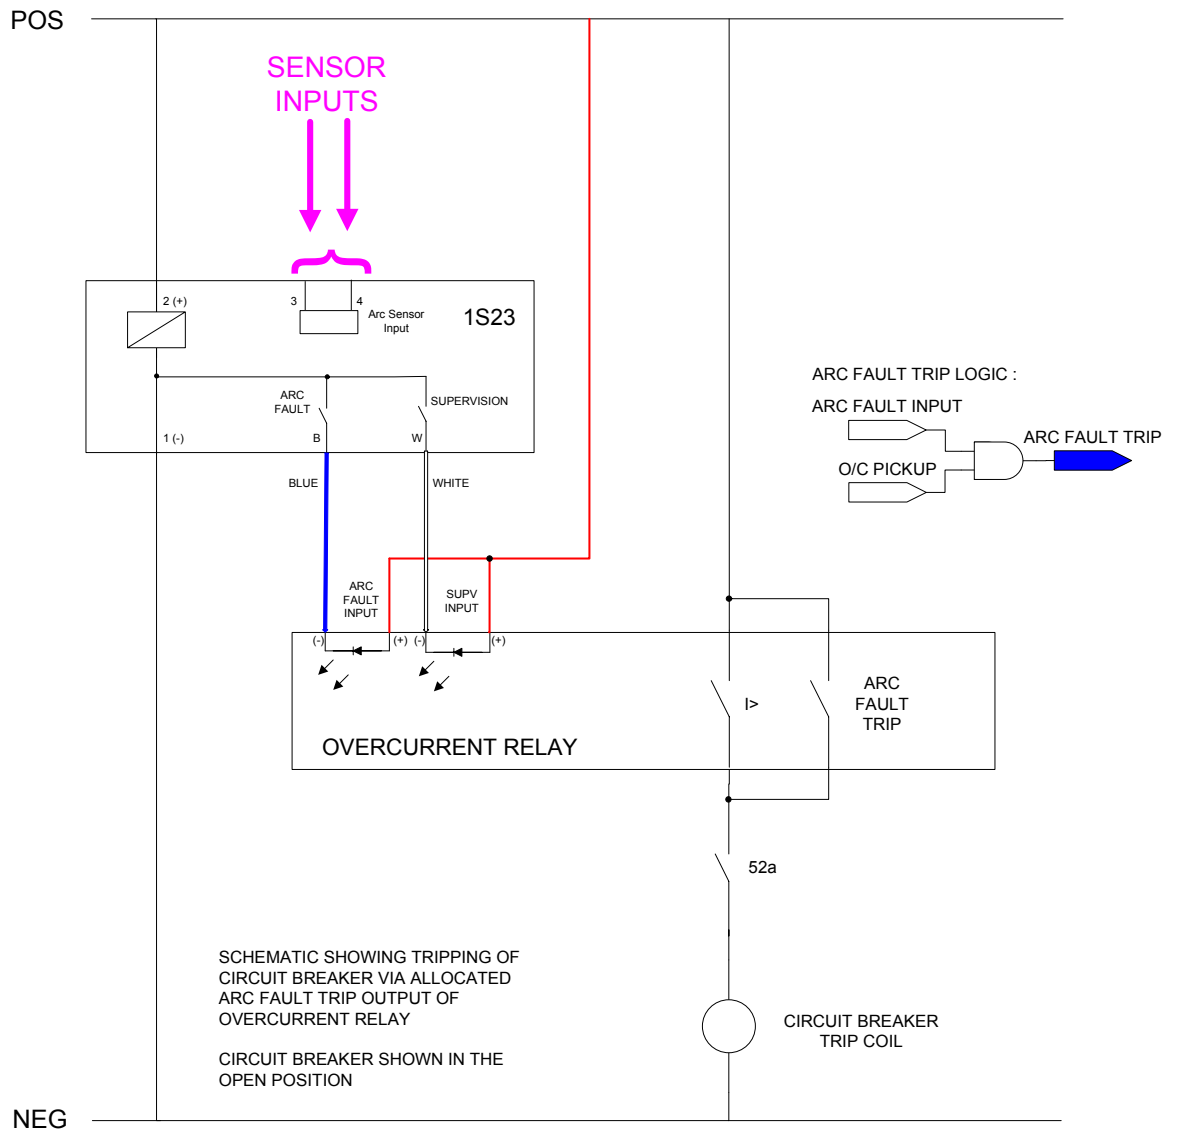 POS
SENSOR
INPUTS
2 (+)
3
4
Arc Sensor
Input
1S23
ARC
FAULT
SUPERVISION
1 (-)
B
W
BLUE
WHITE
ARC FAULT TRIP LOGIC :
ARC FAULT INPUT
ARC FAULT TRIP
O/C PICKUP
ARC
FAULT
INPUT
SUPV
INPUT
(-)
(+)
(-)
(+)
I>
ARC
FAULT
TRIP
OVERCURRENT RELAY
52a
SCHEMATIC SHOWING TRIPPING OF
CIRCUIT BREAKER VIA ALLOCATED
ARC FAULT TRIP OUTPUT OF
OVERCURRENT RELAY
CIRCUIT BREAKER SHOWN IN THE
OPEN POSITION
CIRCUIT BREAKER
TRIP COIL
NEG